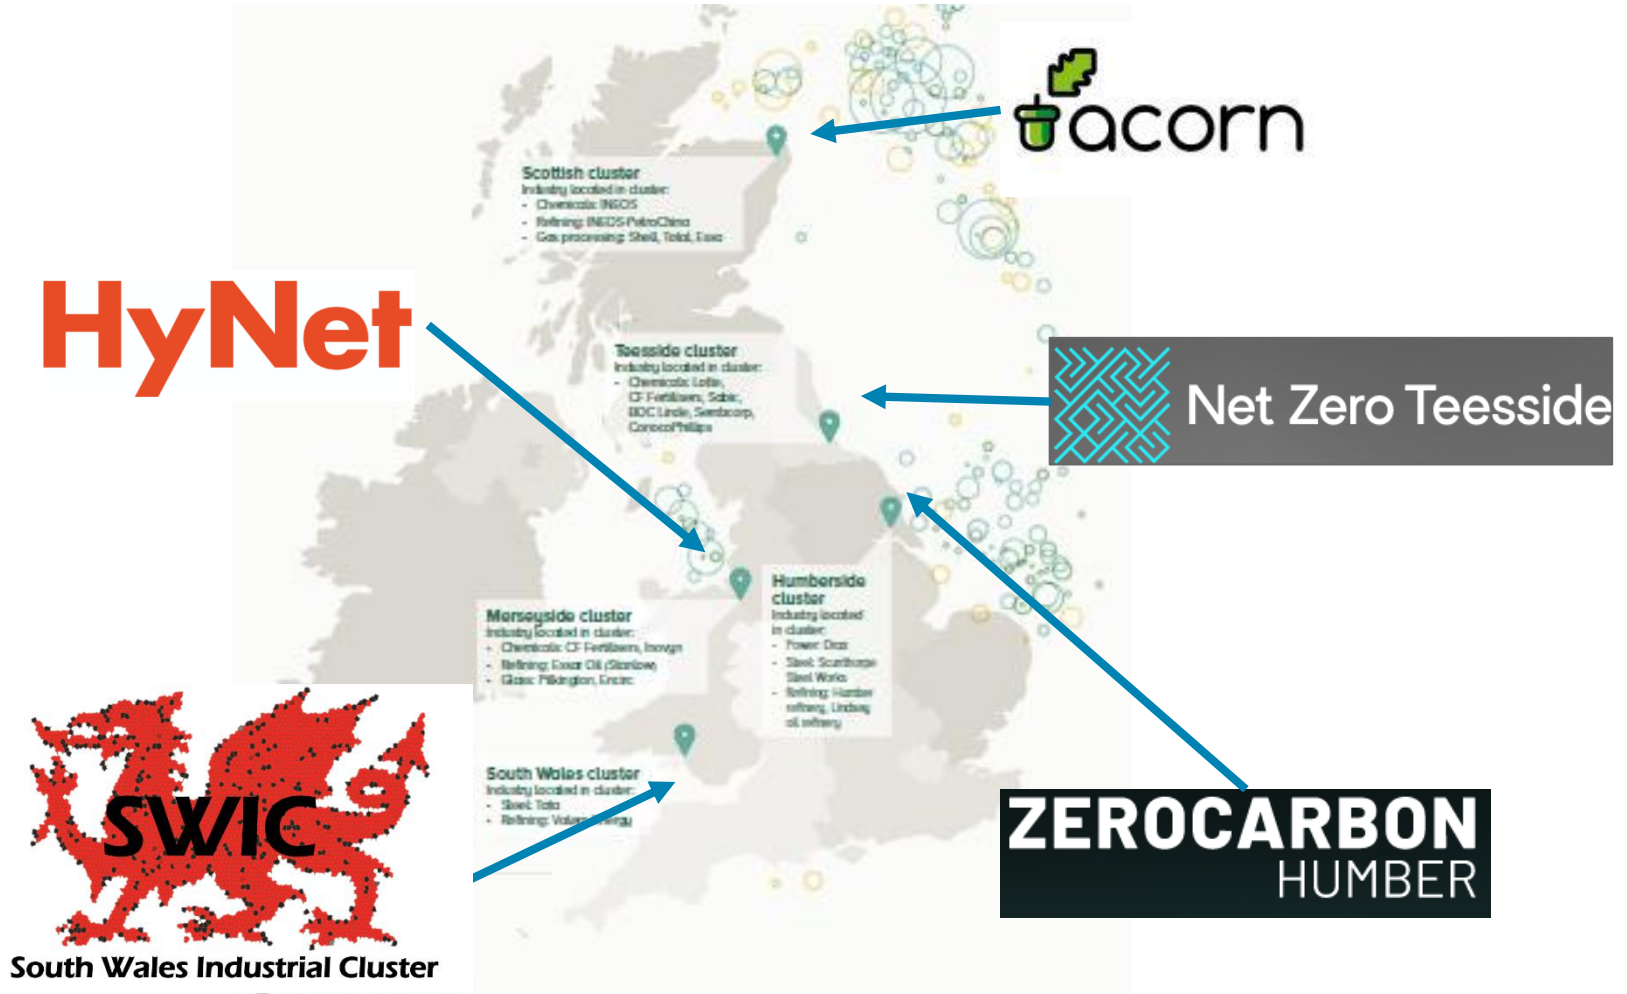 acorn
Scottish cluster
Industry located in cluster:
- Chemicals: INEOS
- Refining: INEOS-PetroChina
- Gas processing: Shell, Total, Esso
HyNet
Teesside cluster
Industry located in cluster:
- Chemicals: Lotte,
CF Fertilisers, Sabic,
BOC Linde, Sembcorp,
ConocoPhillips
Net Zero Teesside
Humberside
cluster
Industry located
in cluster:
- Power: Drax
- Steel: Scunthorpe
Steel Works
- Refining: Humber
refinery, Lindsey
oil refinery
Merseyside cluster
Industry located in cluster:
- Chemicals: CF Fertilisers, Inovyn
- Refining: Essar Oil (Stanlow)
- Glass: Pilkington, Encirc
South Wales cluster
Industry located in cluster:
- Steel: Tata
- Refining:
SWIC
South Wales Industrial Cluster
ZEROCARBON
HUMBER